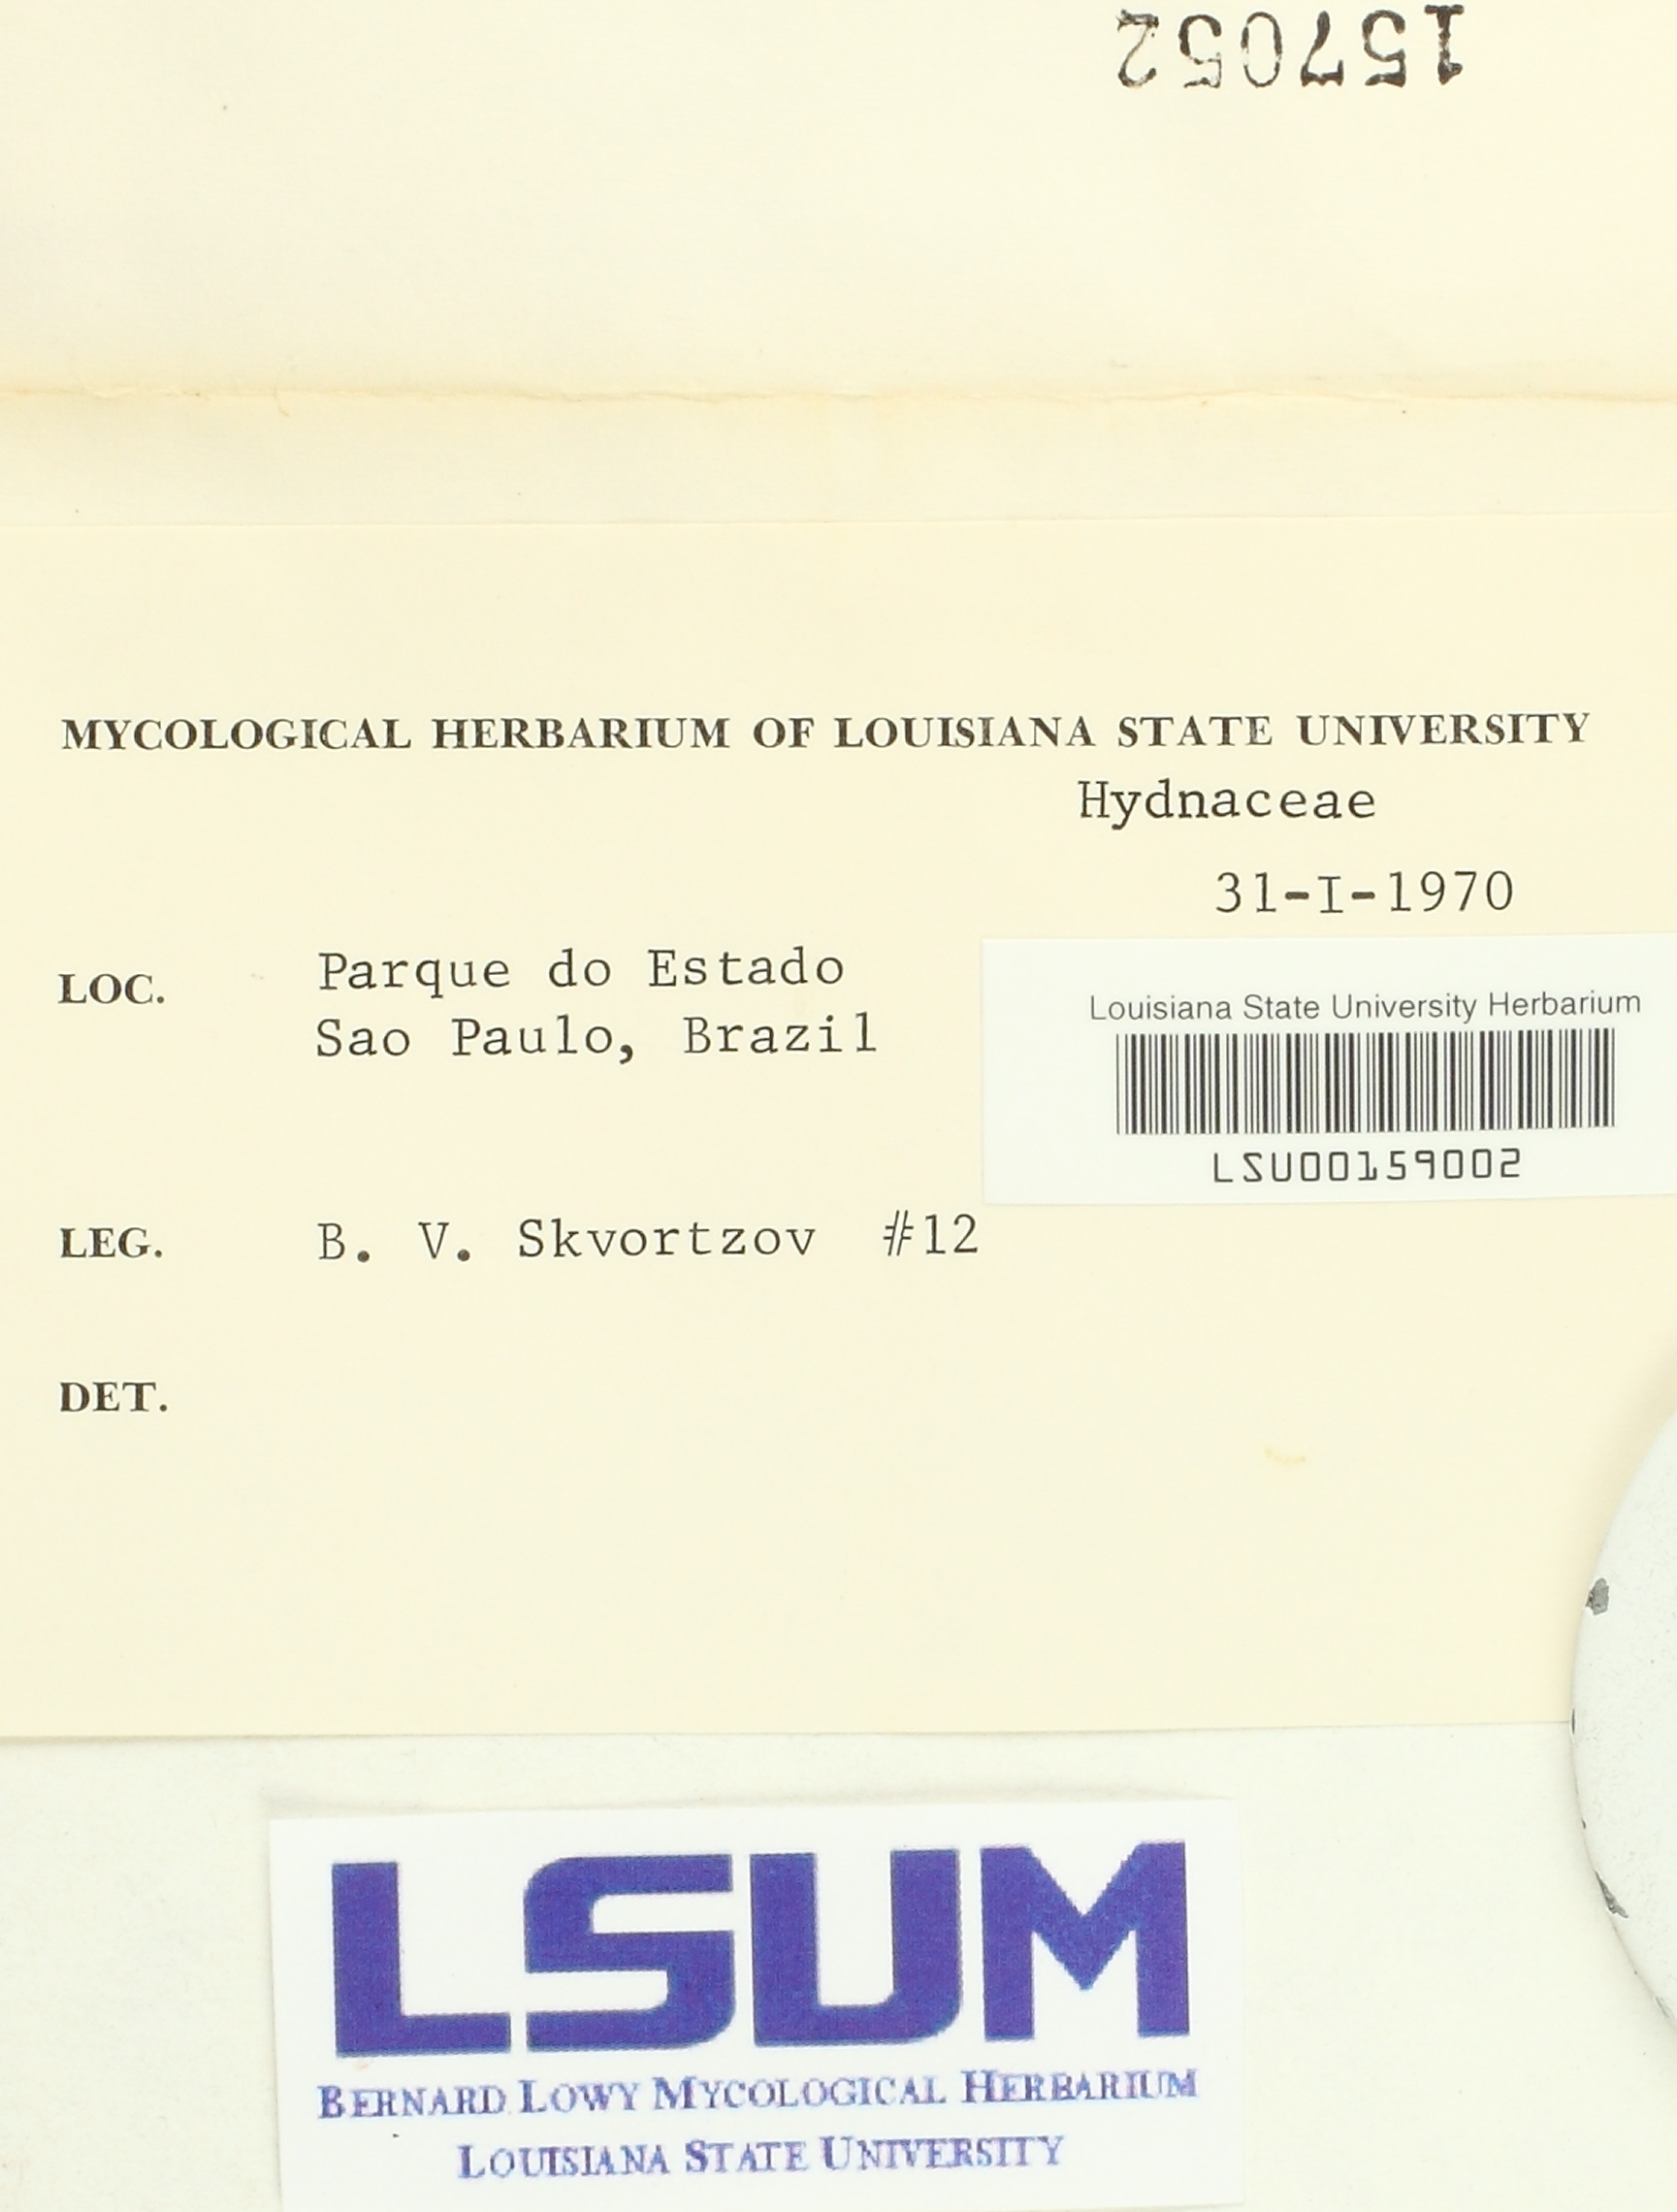 157052
MYCOLOGICAL HERBARIUM OF LOUISIANA STATE UNIVERSITY
Hydnaceae
31-I-1970
LOC. Parque do Estado
Sao Paulo, Brazil
Louisiana State University Herbarium
LSU00159002
LEG. B. V. Skvortzov #12
DET.
LSUM
BERNARD LOWY MYCOLOGICAL HERBARIUM
LOUISIANA STATE UNIVERSITY